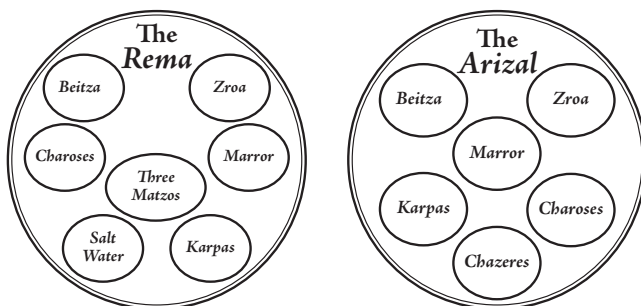 The
Rema
Beitza
Zroa
Charoses
Marror
Three
Matzos
Salt
Water
Karpas
The
Arizal
Beitza
Zroa
Marror
Karpas
Charoses
Chazeres